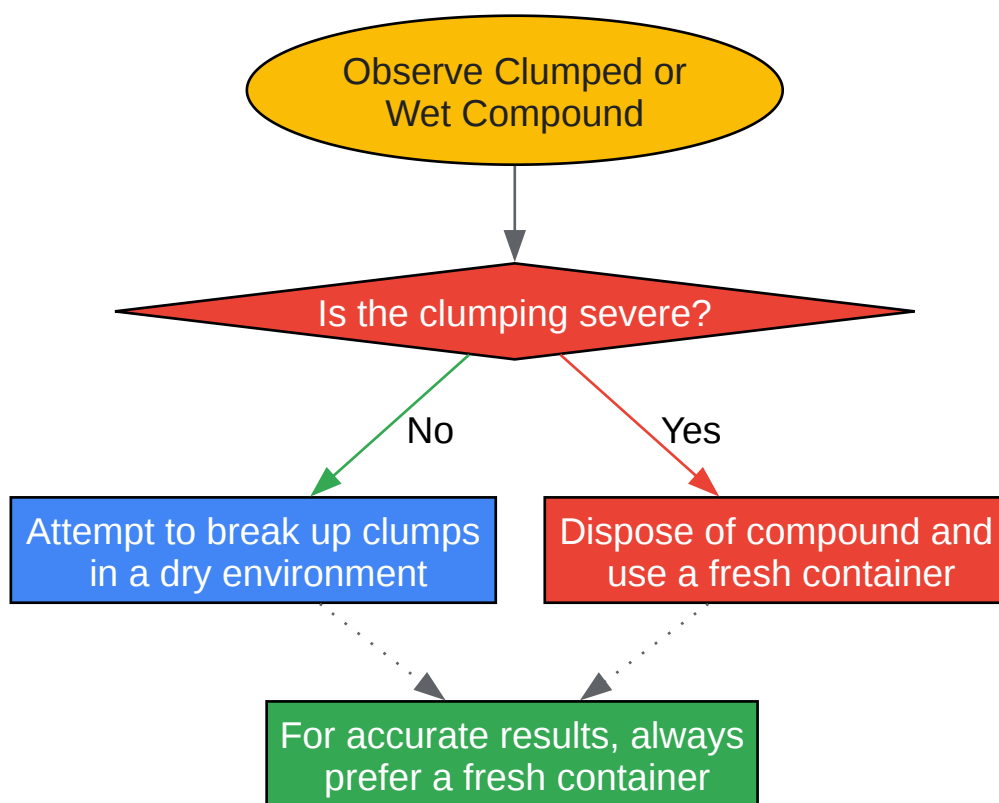 Observe Clumped or
Wet Compound
Is the clumping severe?
No
Yes
Attempt to break up clumps
in a dry environment
Dispose of compound and
use a fresh container
For accurate results, always
prefer a fresh container